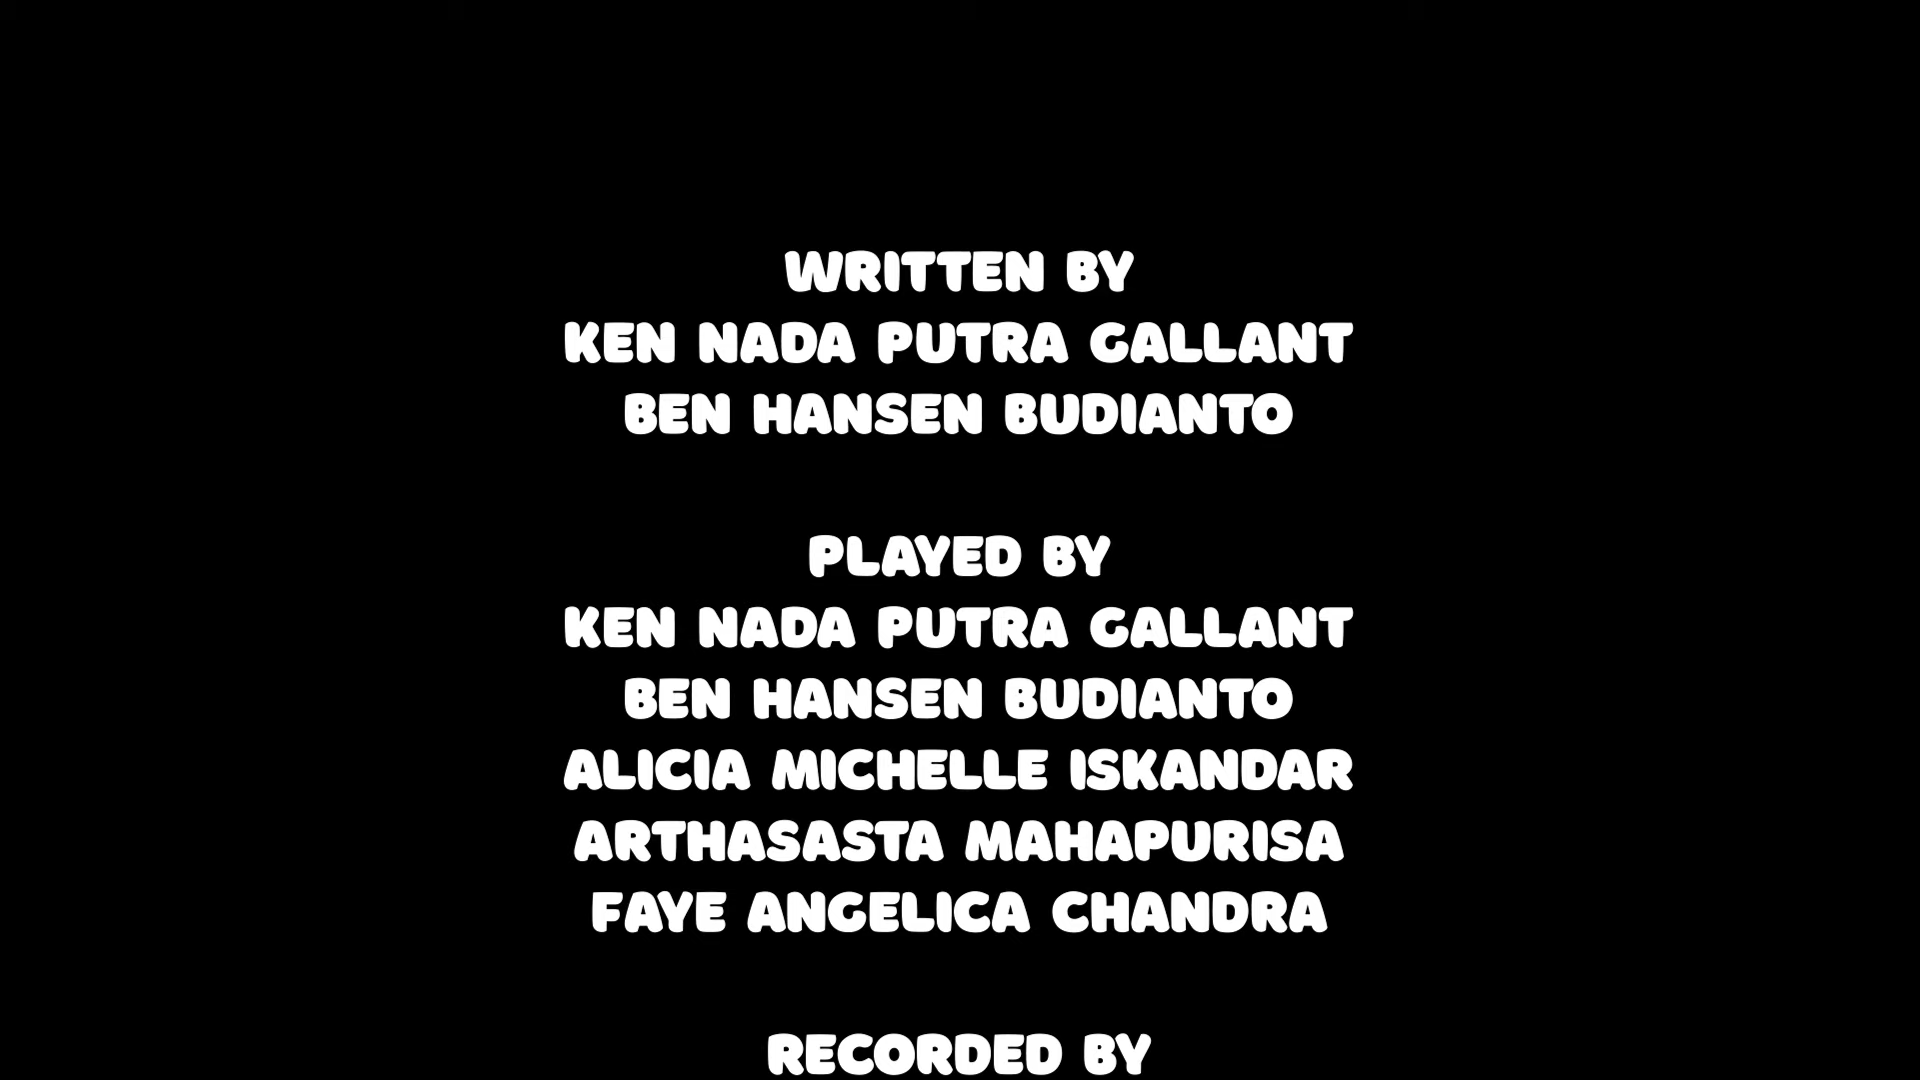 WRITTEN BY
KEN NADA PUTRA GALLANT
BEN HANSEN BUDIANTO
PLAYED BY
KEN NADA PUTRA GALLANT
BEN HANSEN BUDIANTO
ALICIA MICHELLE ISKANDAR
ARTHASASTA MAHAPURISA
FAYE ANGELICA CHANDRA
RECORDED BY